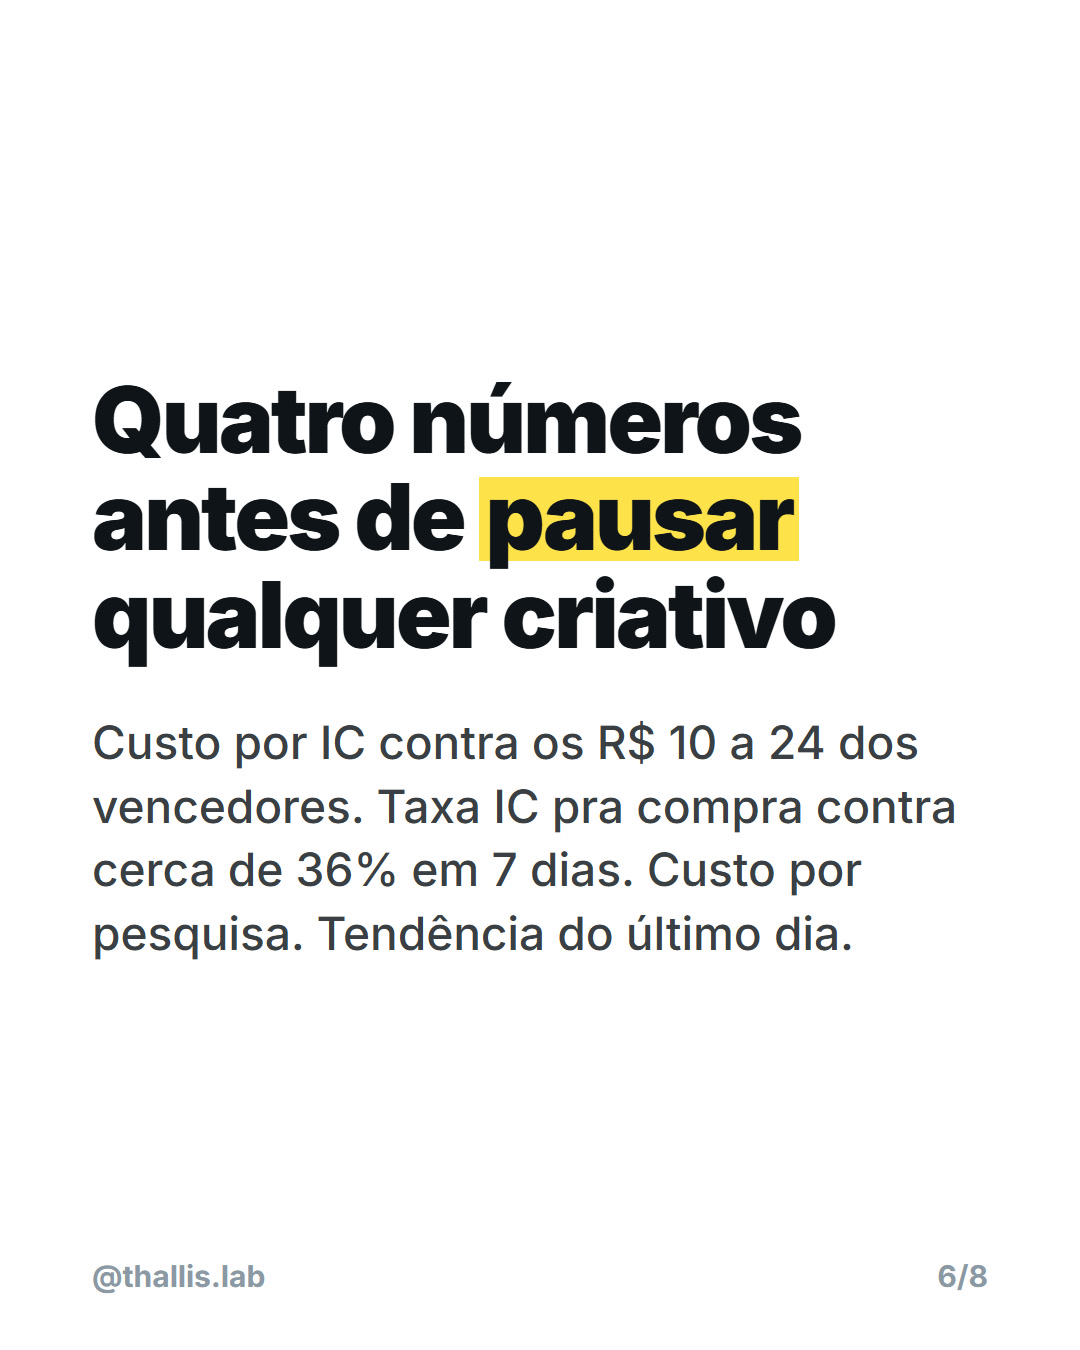 Quatro números
antes de pausar
qualquer criativo
Custo por IC contra os R$ 10 a 24 dos
vencedores. Taxa IC pra compra contra
cerca de 36% em 7 dias. Custo por
pesquisa. Tendência do último dia.
@thallis.lab
6/8